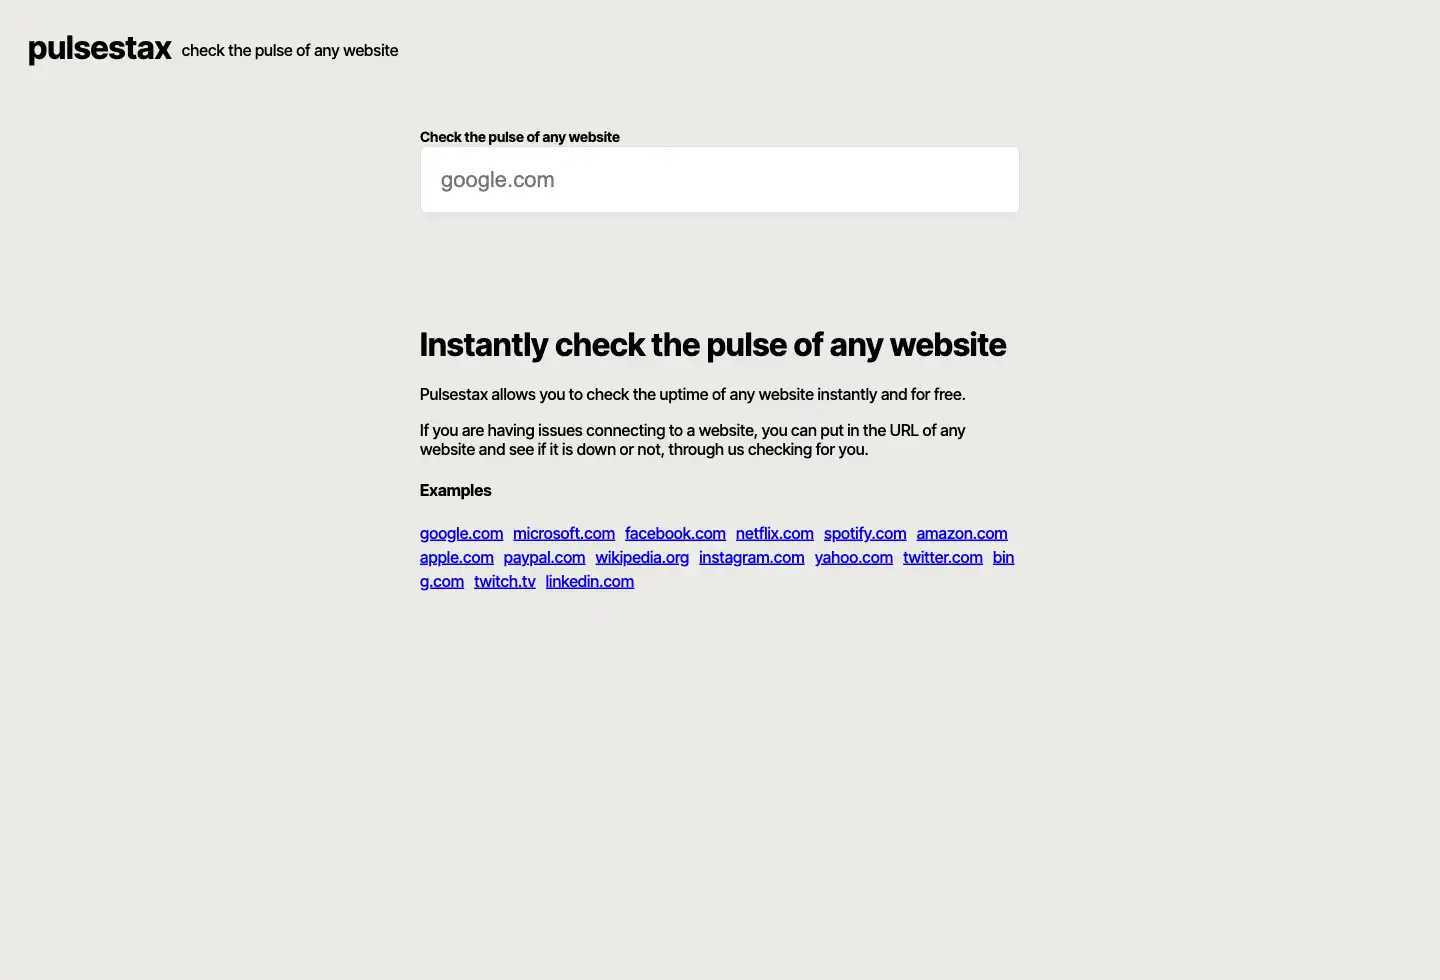 pulsestax check the pulse of any website
Check the pulse of any website
google.com
Instantly check the pulse of any website
Pulsestax allows you to check the uptime of any website instantly and for free.
If you are having issues connecting to a website, you can put in the URL of any
website and see if it is down or not, through us checking for you.
Examples
google.com microsoft.com facebook.com netflix.com spotify.com amazon.com
apple.com paypal.com wikipedia.org instagram.com yahoo.com twitter.com bin
g.com twitch.tv linkedin.com